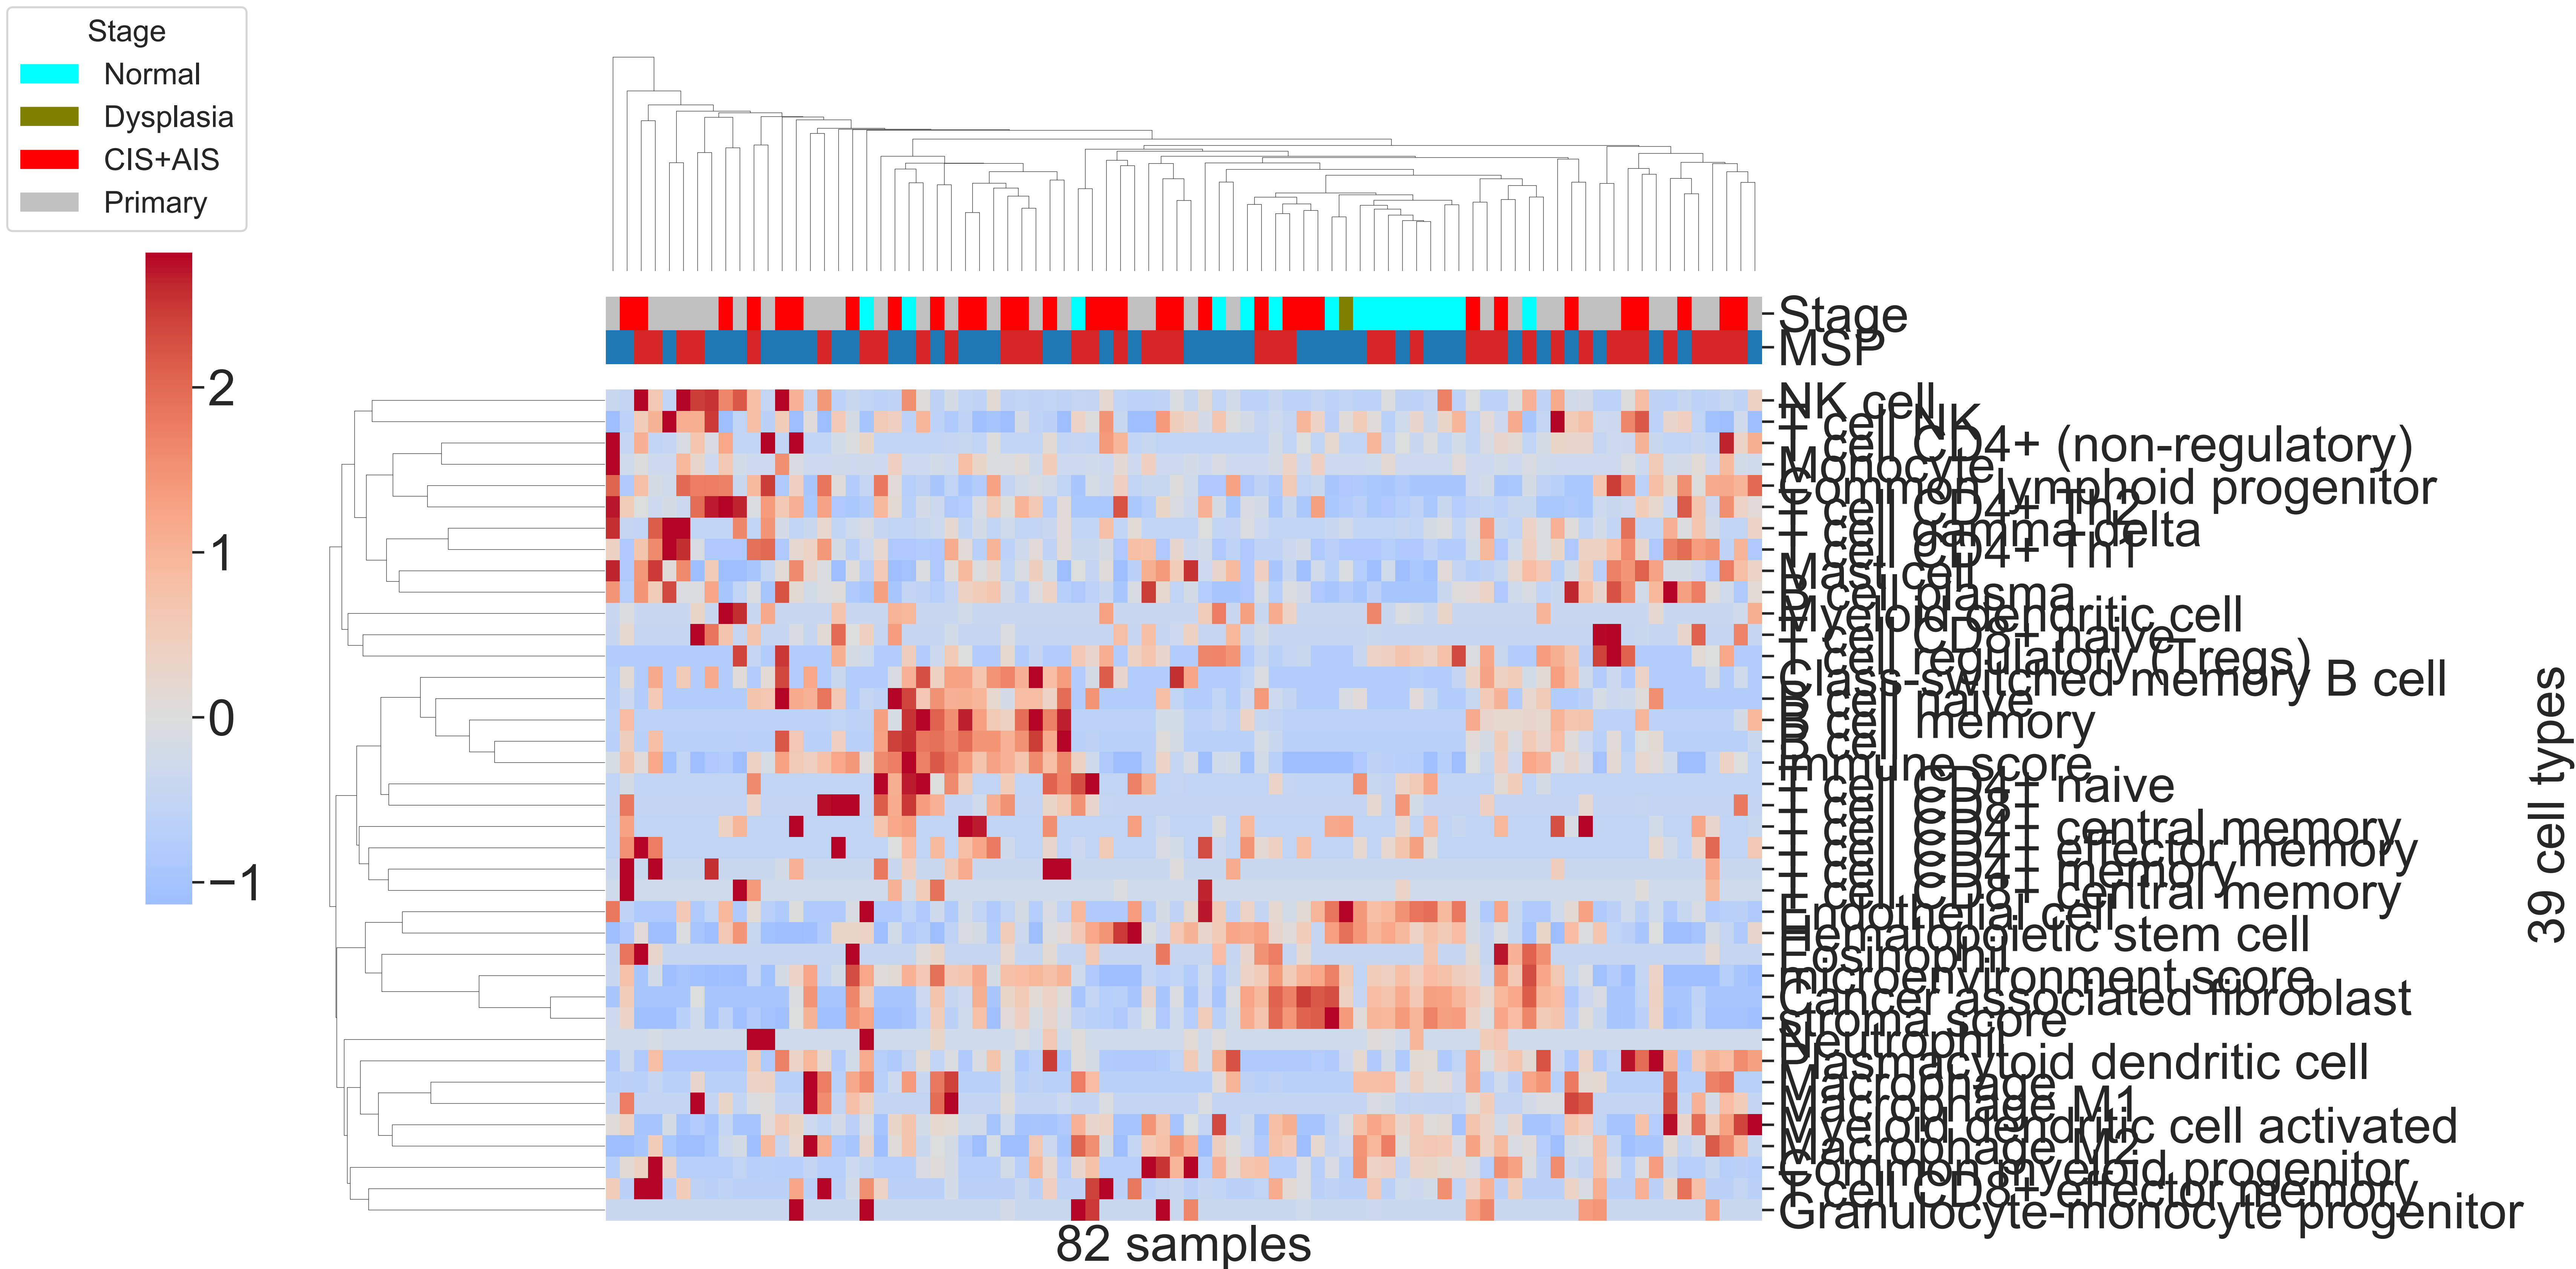 Stage
Normal
Dysplasia
CIS+AIS
Primary
2
1
0
−1
Stage
MSP
NK cell
T cell NK
T cell CD4+ (non-regulatory)
Monocyte
Common lymphoid progenitor
T cell CD4+ Th2
T cell gamma delta
T cell CD4+ Th1
Mast cell
B cell plasma
Myeloid dendritic cell
T cell CD8+ naive
T cell regulatory (Tregs)
Class-switched memory B cell
B cell naive
B cell memory
B cell
immune score
T cell CD4+ naive
T cell CD8+
T cell CD4+ central memory
T cell CD4+ effector memory
T cell CD4+ memory
T cell CD8+ central memory
Endothelial cell
Hematopoietic stem cell
Eosinophil
microenvironment score
Cancer associated fibroblast
stroma score
Neutrophil
Plasmacytoid dendritic cell
Macrophage
Macrophage M1
Myeloid dendritic cell activated
Macrophage M2
Common myeloid progenitor
T cell CD8+ effector memory
Granulocyte-monocyte progenitor
39 cell types
82 samples